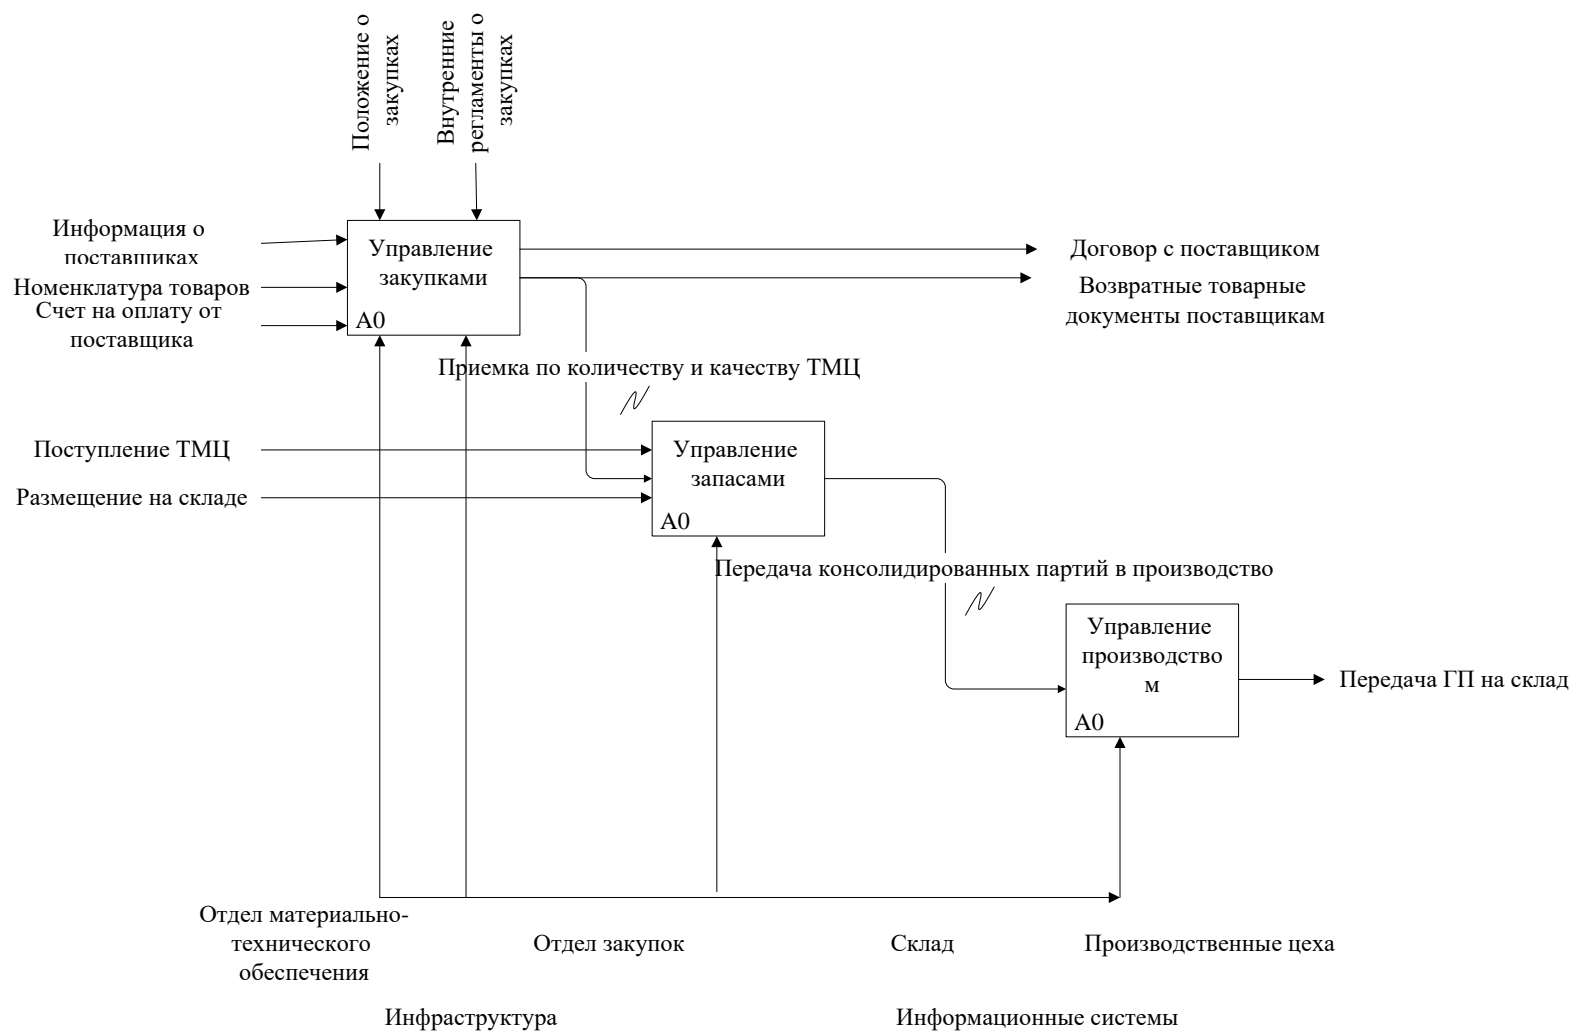 Положение о
закупках
Внутренние
регламенты о
закупках
Информация о
поставщиках
Номенклатура товаров
Счет на оплату от
поставщика
Управление
закупками
A0
Договор с поставщиком
Возвратные товарные
документы поставщикам
Приемка по количеству и качеству ТМЦ
Поступление ТМЦ
Размещение на складе
Управление
запасами
A0
Передача консолидированных партий в производство
Управление
производство
м
A0
Передача ГП на склад
Отдел материально-
технического
обеспечения
Отдел закупок
Склад
Производственные цеха
Инфраструктура
Информационные системы